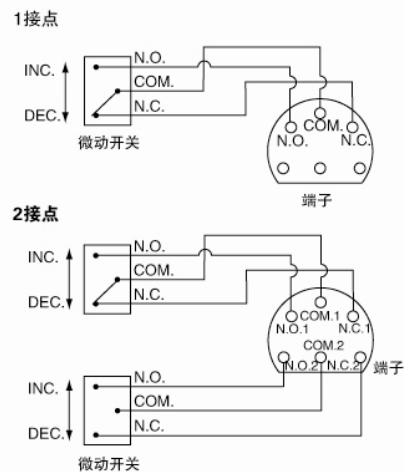 1接点
N.O.
INC.
COM.
N.C.
DEC.
微动开关
COM.
N.O.
N.C.
端子
2接点
N.O.
INC.
COM.
N.C.
DEC.
COM.1
N.O.1
N.C.1
COM.2
N.O.2
N.C.2
端子
N.O.
INC.
COM.
N.C.
DEC.
微动开关